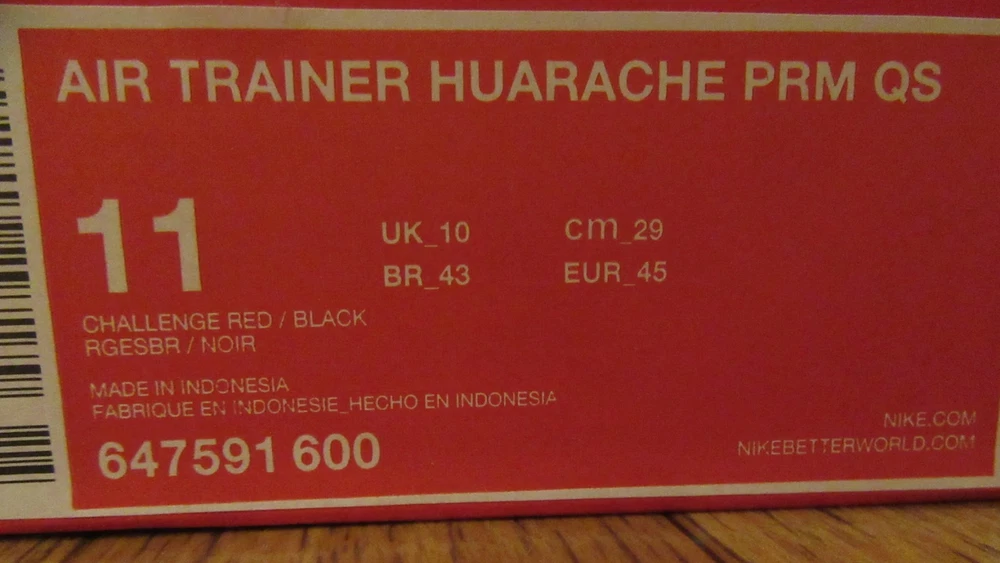 AIR TRAINER HUARACHE PRM QS
11
UK_10 cm_29
BR_43 EUR_45
CHALLENGE RED / BLACK
RGESBR / NOIR
MADE IN INDONESIA
FABRIQUE EN INDONESIE_HECHO EN INDONESIA
647591 600
NIKE.COM
NIKEBETTERWORLD.COM